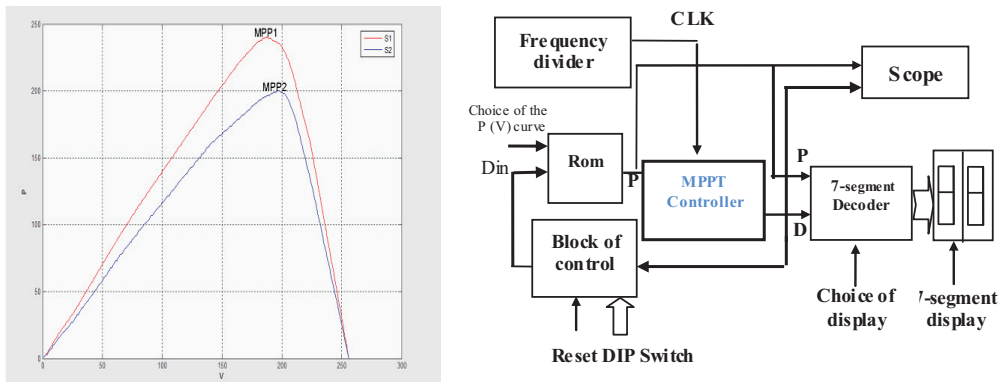 250
200
150
100
50
0
P
0 50 100 150 200 250 300
V
MPP1
MPP2
S1
S2
CLK
Frequency
divider
Scope
Choice of the
P (V) curve
Din
Rom
P
MPPT
Controller
P
D
7-segment
Decoder
Block of
control
Reset DIP Switch
Choice of
display
7-segment
display